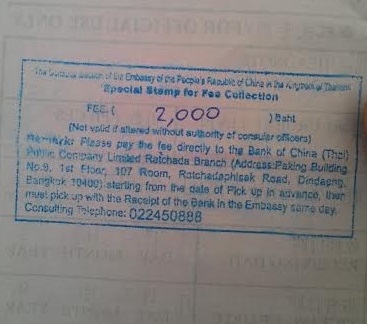 The Consular Section of the Embassy of the People's Republic of China in the Kingdom of Thailand
Special Stamp for Fee Collection
FEE: ( 2,000 ) Baht
(Not valid if altered without authority of consular officers)
Remark: Please pay the fee directly to the Bank of China (Thai)
Public Company Limited Ratchada Branch (Address:Paking Building
No.9, 1st Floor, 107 Room, Ratchadaphisek Road, Dindaeng,
Bangkok 10400) starting from the date of Pick up in advance, then
must pick up with the Receipt of the Bank in the Embassy same day.
Consulting Telephone: 022450888